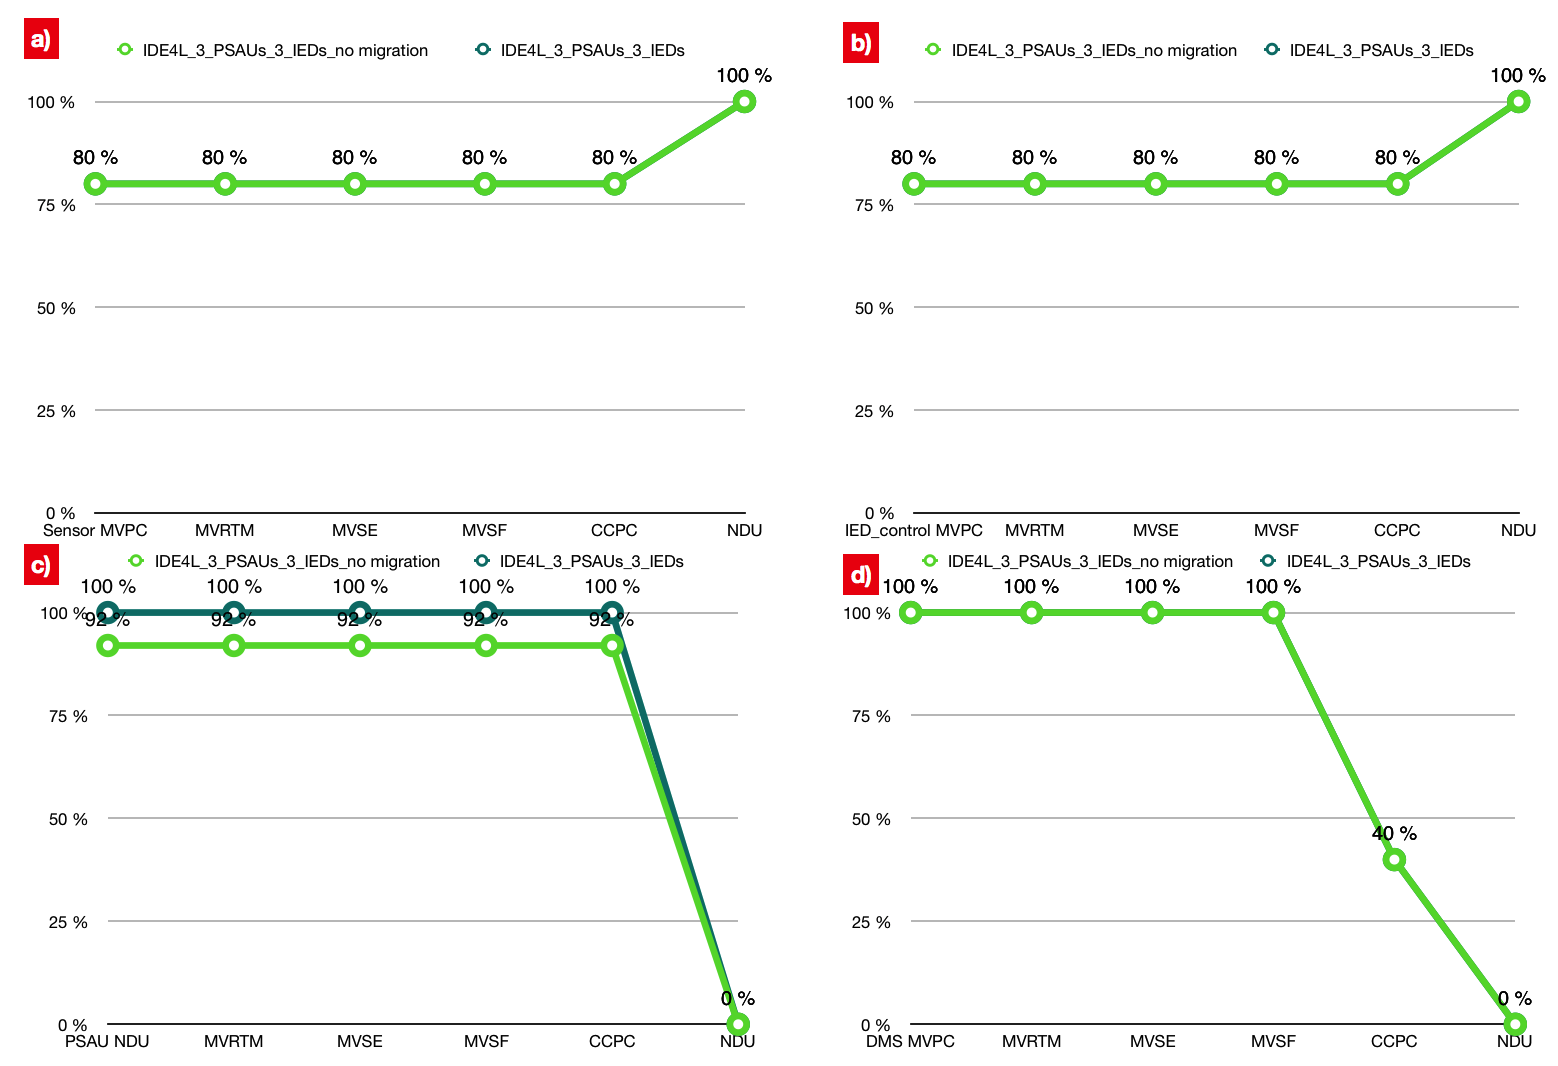 a)
IDE4L_3_PSAUs_3_IEDs_no migration IDE4L_3_PSAUs_3_IEDs
100 %
100 %
80 % 80 % 80 % 80 % 80 %
75 %
50 %
25 %
0 %
Sensor MVPC MVRTM MVSE MVSF CCPC NDU
b)
IDE4L_3_PSAUs_3_IEDs_no migration IDE4L_3_PSAUs_3_IEDs
100 %
100 %
80 % 80 % 80 % 80 % 80 %
75 %
50 %
25 %
0 %
IED_control MVPC MVRTM MVSE MVSF CCPC NDU
c)
IDE4L_3_PSAUs_3_IEDs_no migration IDE4L_3_PSAUs_3_IEDs
100 % 100 % 100 % 100 % 100 %
100 %
92 % 92 % 92 % 92 % 92 %
75 %
50 %
25 %
0 %
0 %
PSAU NDU MVRTM MVSE MVSF CCPC NDU
d)
IDE4L_3_PSAUs_3_IEDs_no migration IDE4L_3_PSAUs_3_IEDs
100 % 100 % 100 % 100 %
100 %
75 %
50 %
40 %
25 %
0 %
0 %
DMS MVPC MVRTM MVSE MVSF CCPC NDU